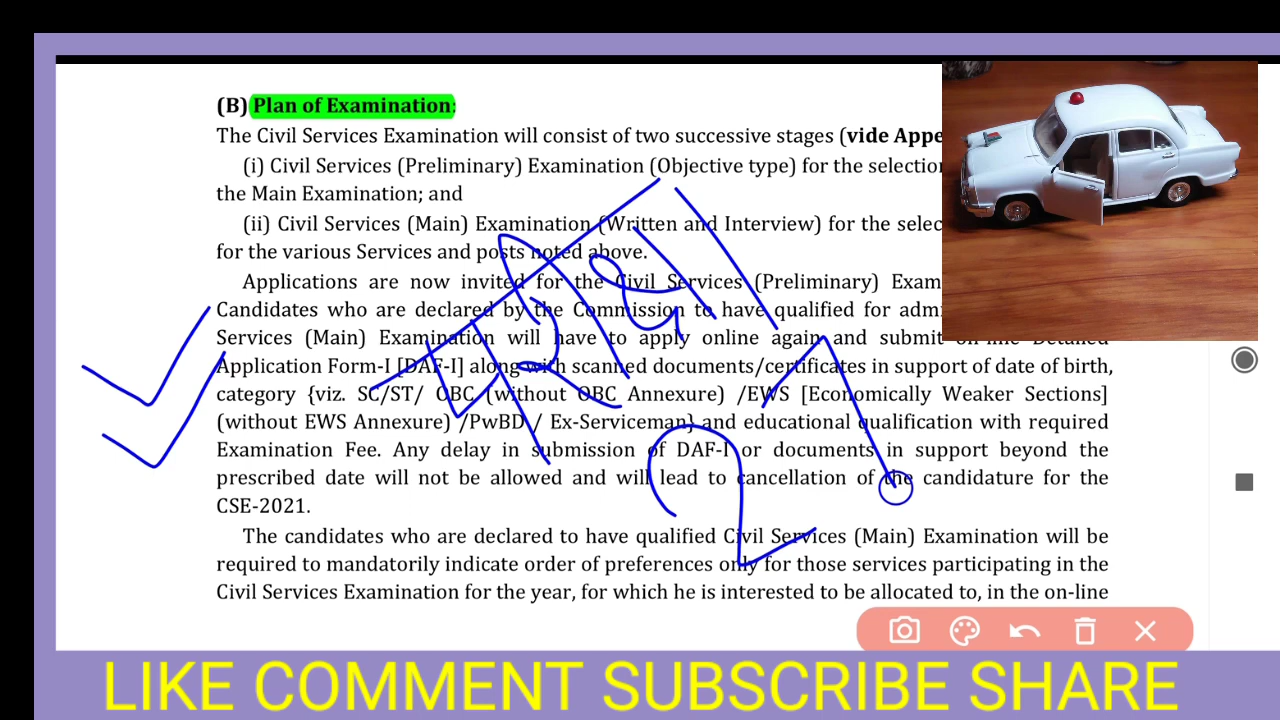 (B) Plan of Examination:
The Civil Services Examination will consist of two successive stages (vide Appe
(i) Civil Services (Preliminary) Examination (Objective type) for the selection
the Main Examination; and
(ii) Civil Services (Main) Examination (Written and Interview) for the selec
for the various Services and posts noted above.
Applications are now invited for the Civil Services (Preliminary) Exam
Candidates who are declared by the Commission to have qualified for adm
Services (Main) Examination will have to apply online again and submit on-line Detailed
Application Form-I [DAF-I] along with scanned documents/certificates in support of date of birth,
category {viz. SC/ST/ OBC (without OBC Annexure) /EWS [Economically Weaker Sections]
(without EWS Annexure) /PwBD / Ex-Serviceman} and educational qualification with required
Examination Fee. Any delay in submission of DAF-I or documents in support beyond the
prescribed date will not be allowed and will lead to cancellation of the candidature for the
CSE-2021.
The candidates who are declared to have qualified Civil Services (Main) Examination will be
required to mandatorily indicate order of preferences only for those services participating in the
Civil Services Examination for the year, for which he is interested to be allocated to, in the on-line
LIKE COMMENT SUBSCRIBE SHARE